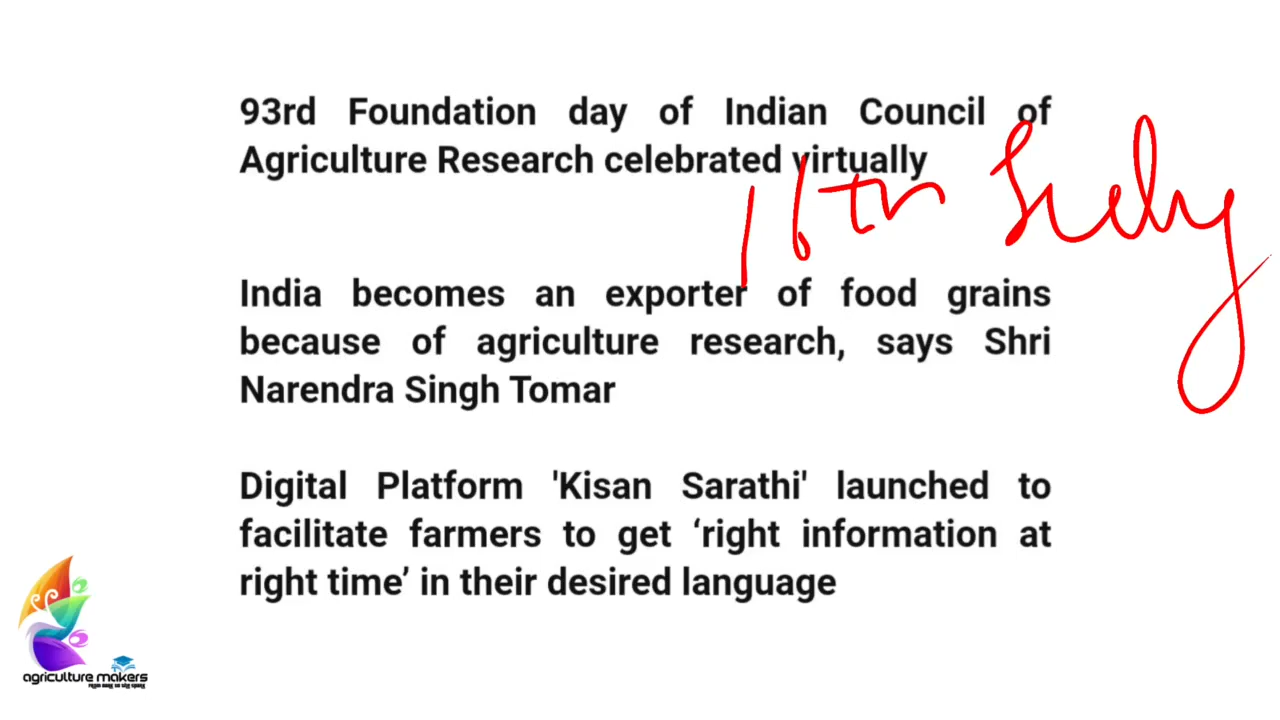 93rd Foundation day of Indian Council of
Agriculture Research celebrated virtually
16th July
India becomes an exporter of food grains
because of agriculture research, says Shri
Narendra Singh Tomar
Digital Platform 'Kisan Sarathi' launched to
facilitate farmers to get ‘right information at
right time’ in their desired language
agriculture makers